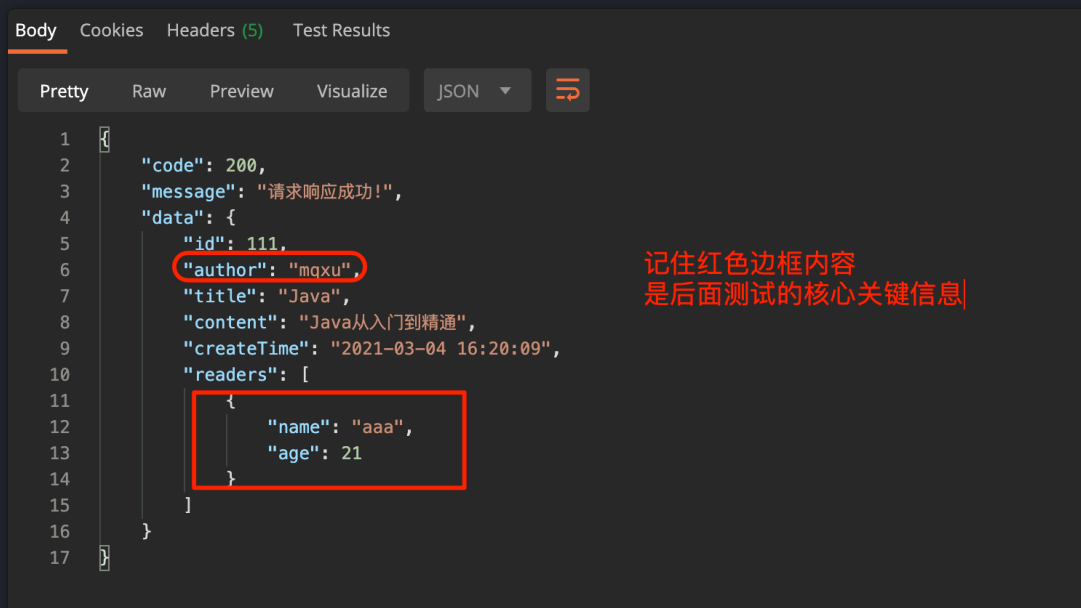 Body Cookies Headers (5) Test Results
Pretty Raw Preview Visualize JSON
1 {
2 "code": 200,
3 "message": "请求响应成功!",
4 "data": {
5 "id": 111,
6 "author": "mqxu",
7 "title": "Java",
8 "content": "Java从入门到精通",
9 "createTime": "2021-03-04 16:20:09",
10 "readers": [
11 {
12 "name": "aaa",
13 "age": 21
14 }
15 ]
16 }
17 }
记住红色边框内容
是后面测试的核心关键信息